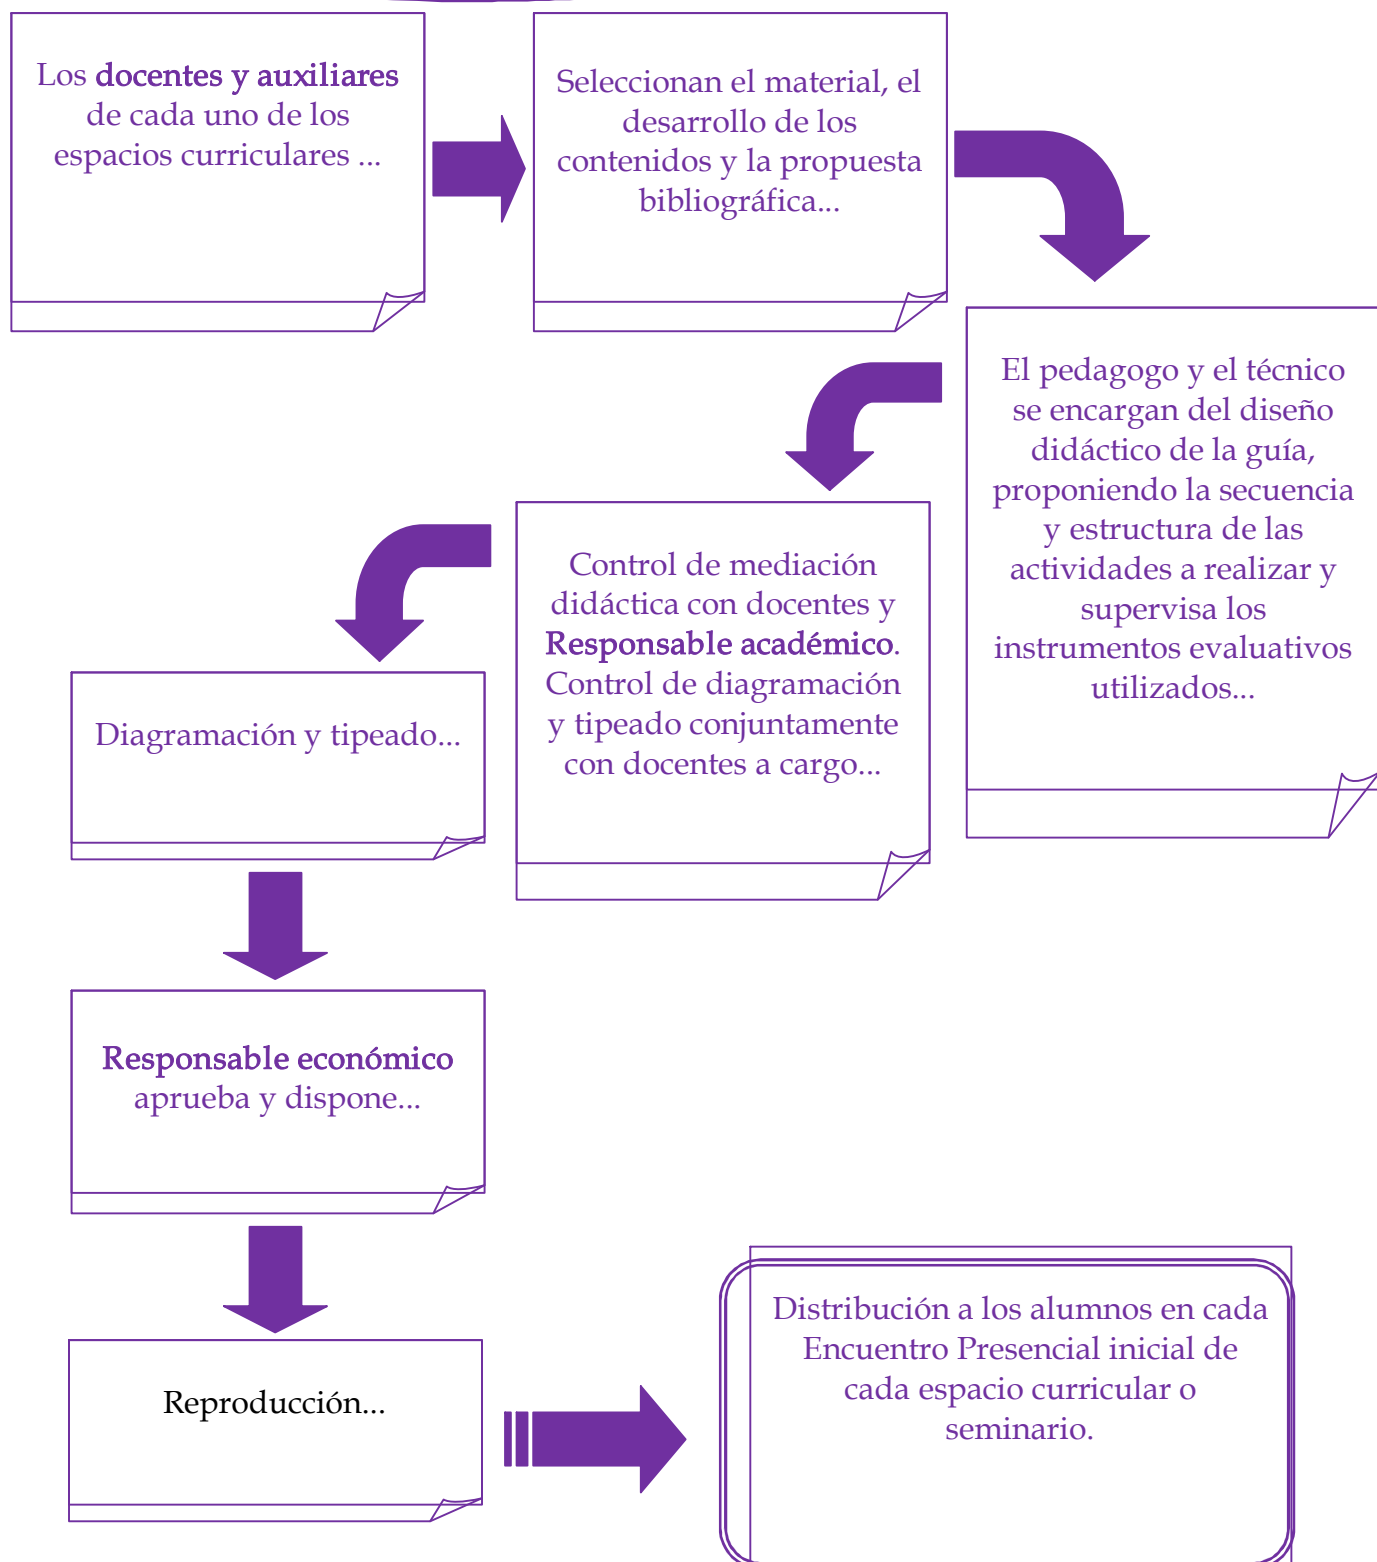 Los docentes y auxiliares
de cada uno de los
espacios curriculares ...
Seleccionan el material, el
desarrollo de los
contenidos y la propuesta
bibliográfica...
El pedagogo y el técnico
se encargan del diseño
didáctico de la guía,
proponiendo la secuencia
y estructura de las
actividades a realizar y
supervisa los
instrumentos evaluativos
utilizados...
Control de mediación
didáctica con docentes y
Responsable académico.
Control de diagramación
y tipeado conjuntamente
con docentes a cargo...
Diagramación y tipeado...
Responsable económico
aprueba y dispone...
Reproducción...
Distribución a los alumnos en cada
Encuentro Presencial inicial de
cada espacio curricular o
seminario.